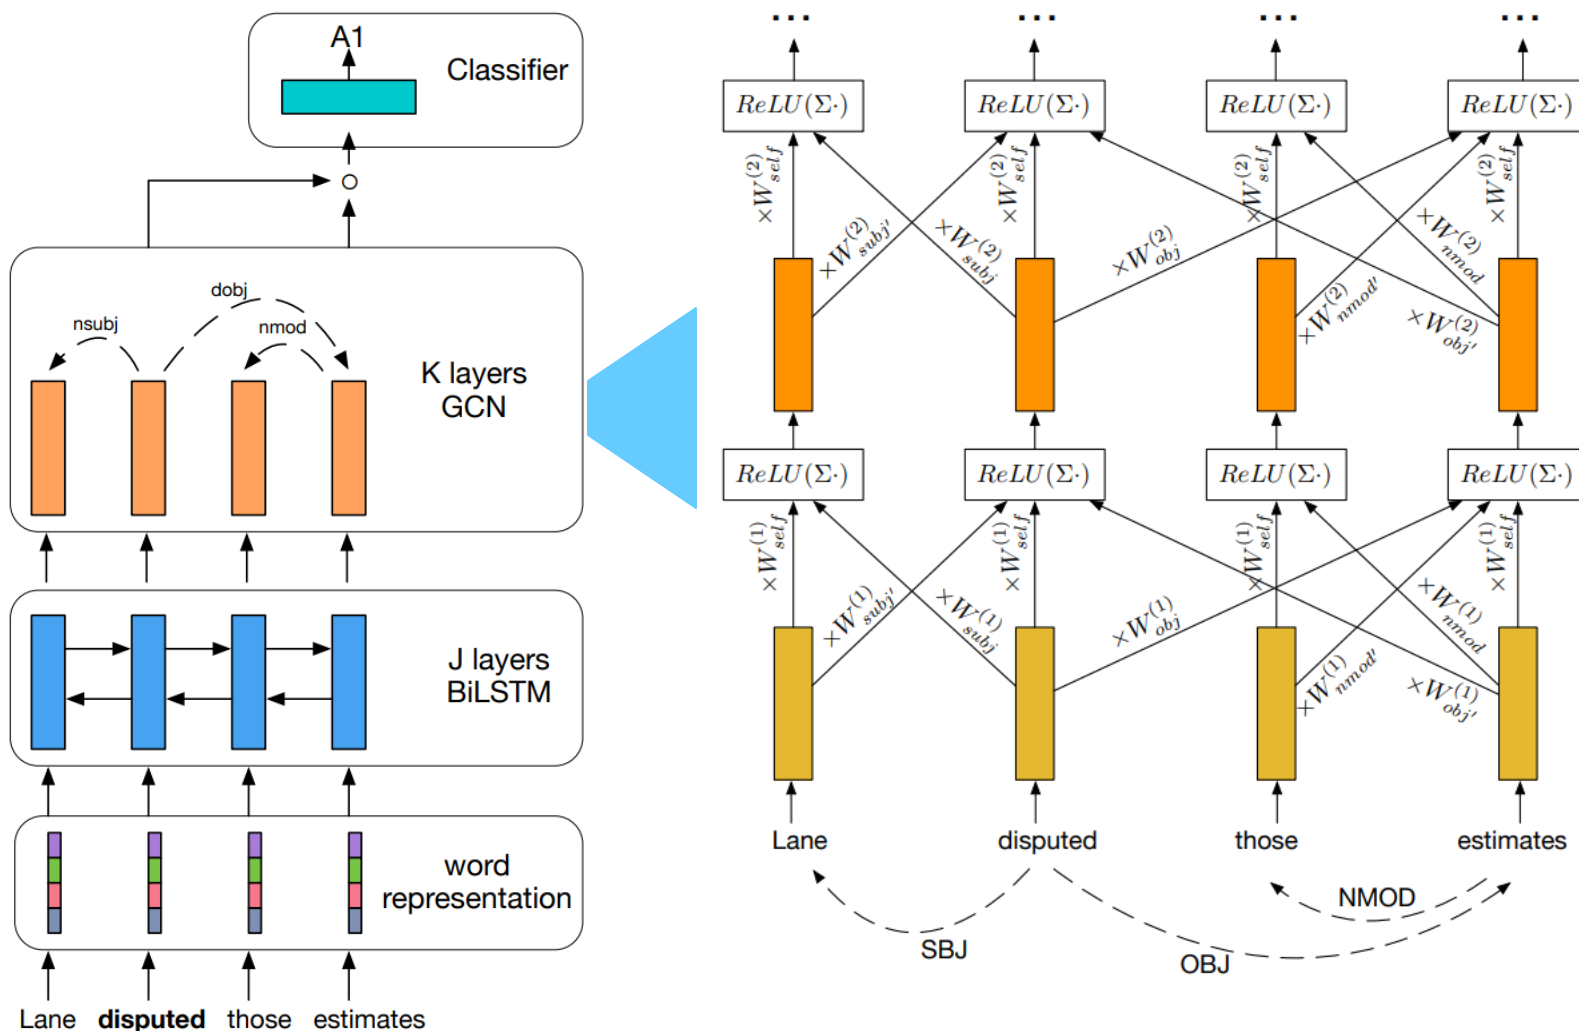 A1
Classifier
dobj
nsubj
nmod
K layers
GCN
J layers
BiLSTM
word
representation
Lane disputed those estimates
... ... ... ...
ReLU(Σ·) ReLU(Σ·) ReLU(Σ·) ReLU(Σ·)
×W^{(2)}_{self} ×W^{(2)}_{self} ×W^{(2)}_{self} ×W^{(2)}_{self}
×W^{(2)}_{subj'} ×W^{(2)}_{subj} ×W^{(2)}_{obj} ×W^{(2)}_{nmod'} ×W^{(2)}_{nmod} ×W^{(2)}_{obj'}
ReLU(Σ·) ReLU(Σ·) ReLU(Σ·) ReLU(Σ·)
×W^{(1)}_{self} ×W^{(1)}_{self} ×W^{(1)}_{self} ×W^{(1)}_{self}
×W^{(1)}_{subj'} ×W^{(1)}_{subj} ×W^{(1)}_{obj} ×W^{(1)}_{nmod'} ×W^{(1)}_{nmod} ×W^{(1)}_{obj'}
Lane disputed those estimates
NMOD
SBJ
OBJ